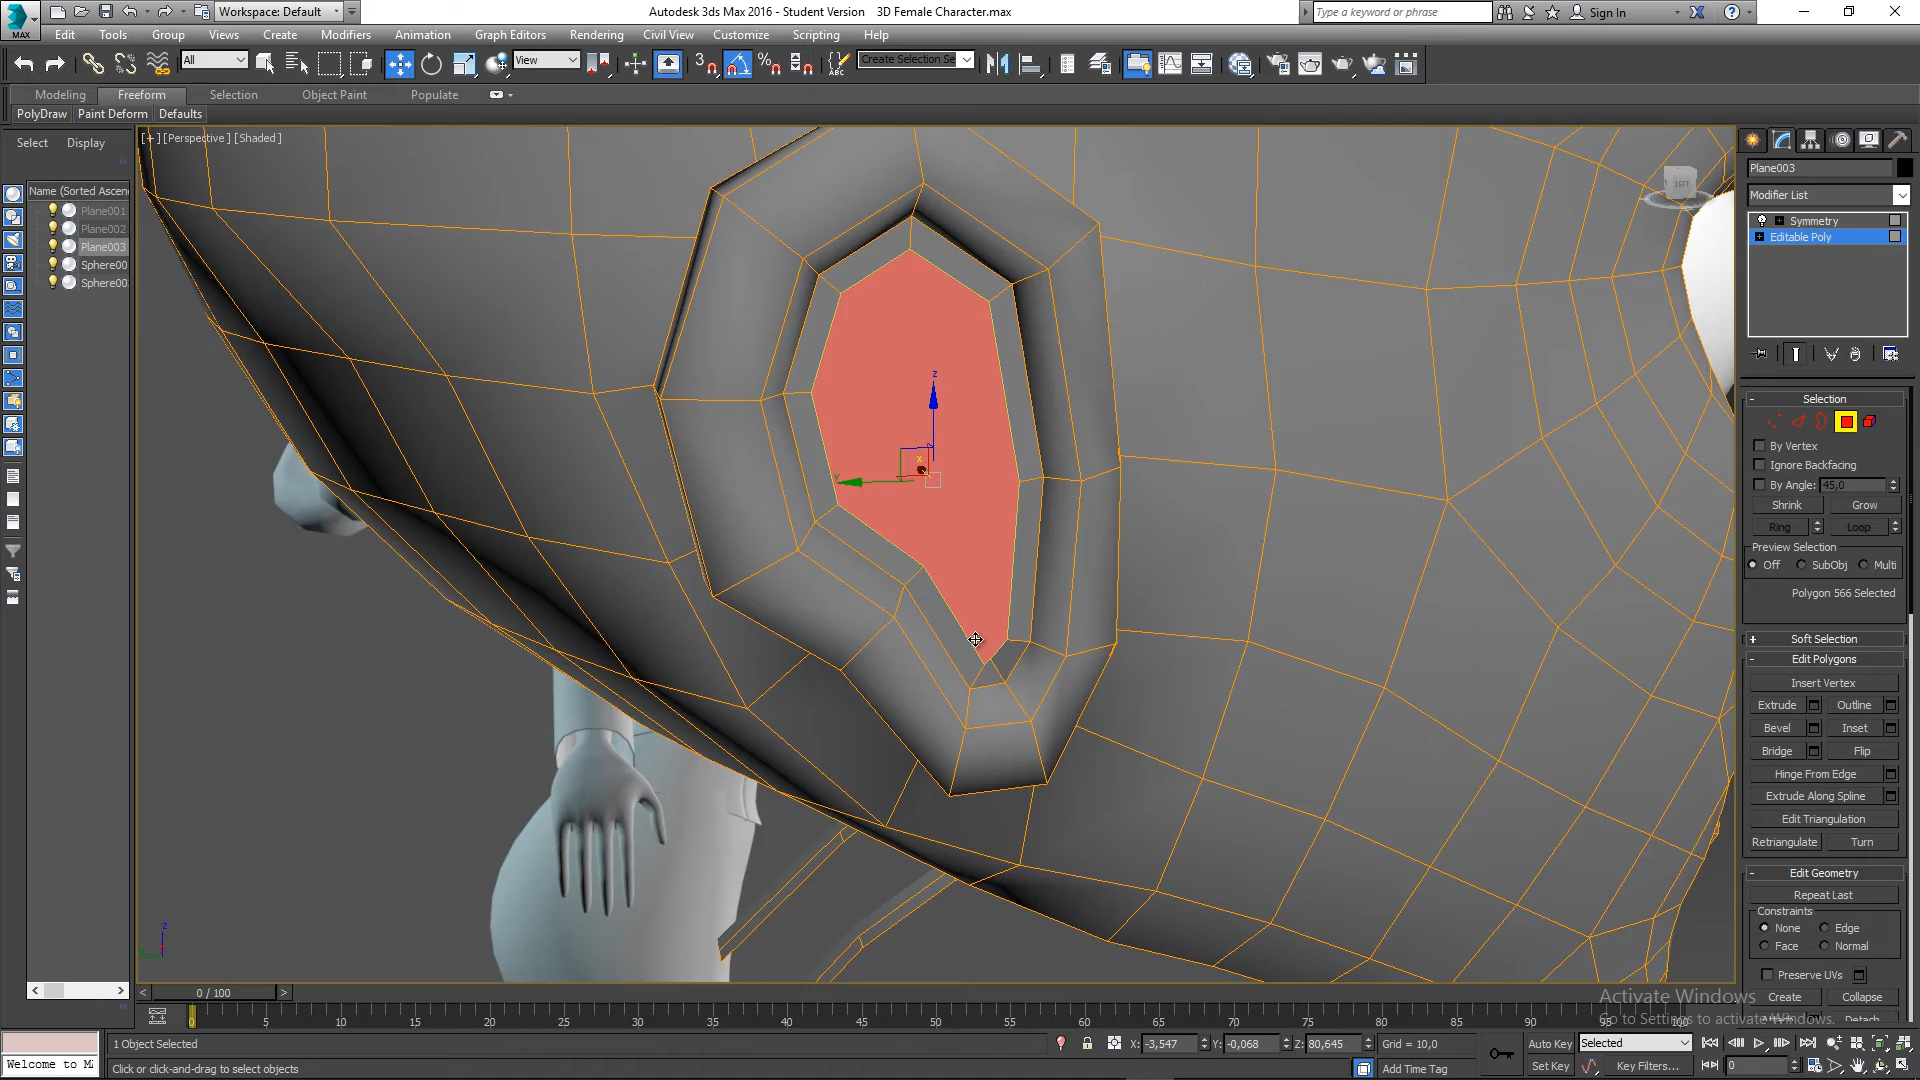 Workspace: Default
Autodesk 3ds Max 2016 - Student Version    3D Female Character.max
Type a keyword or phrase
Sign In
MAX
Edit Tools Group Views Create Modifiers Animation Graph Editors Rendering Civil View Customize Scripting Help
All
View
3
Create Selection Se
ABC
Modeling Freeform Selection Object Paint Populate
PolyDraw Paint Deform Defaults
Select Display
[+][Perspective][Shaded]
Name (Sorted Ascen
Plane001
Plane002
Plane003
Sphere00
Sphere00
LEFT
Plane003
Modifier List
Symmetry
Editable Poly
- Selection
By Vertex
Ignore Backfacing
By Angle: 45,0
Shrink Grow
Ring Loop
Preview Selection
Off SubObj Multi
Polygon 566 Selected
+ Soft Selection
- Edit Polygons
Insert Vertex
Extrude Outline
Bevel Inset
Bridge Flip
Hinge From Edge
Extrude Along Spline
Edit Triangulation
Retriangulate Turn
- Edit Geometry
Repeat Last
Constraints
None Edge
Face Normal
Preserve UVs
Create Collapse
Detach
z
x
z
< 0 / 100 >
Activate Windows
Go to Settings to activate Windows.
0 5 10 15 20 25 30 35 40 45 50 55 60 65 70 75 80 85 90 95 100
Welcome to M
1 Object Selected
X: -3,547 Y: -0,068 Z: 80,645 Grid = 10,0
Auto Key Selected
Click or click-and-drag to select objects
Add Time Tag
Set Key Key Filters... 0